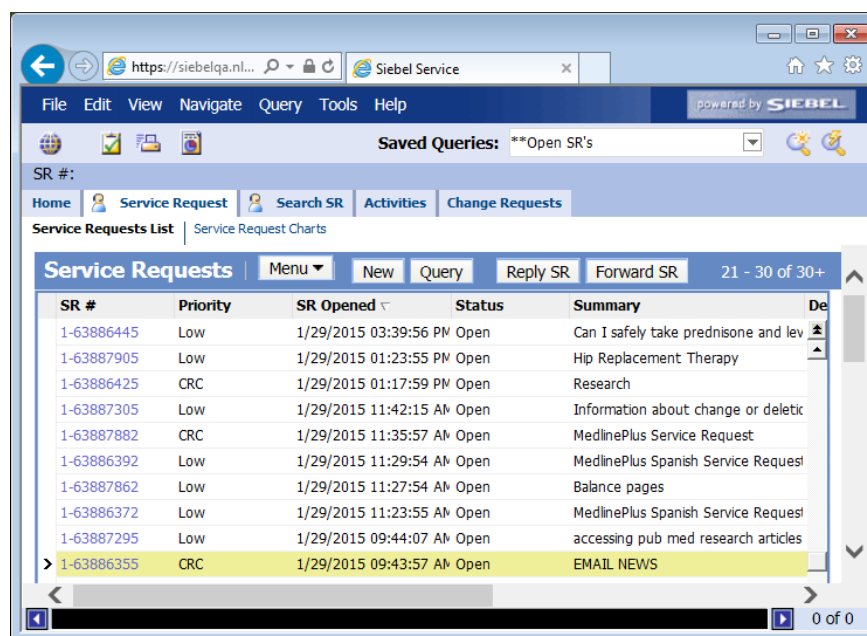 https://siebelqa.nl... Siebel Service
File Edit View Navigate Query Tools Help powered by SIEBEL
Saved Queries: **Open SR's
SR #:
Home Service Request Search SR Activities Change Requests
Service Requests List Service Request Charts
Service Requests Menu New Query Reply SR Forward SR 21 - 30 of 30+
SR # Priority SR Opened Status Summary De
1-63886445 Low 1/29/2015 03:39:56 PM Open Can I safely take prednisone and lev
1-63887905 Low 1/29/2015 01:23:55 PM Open Hip Replacement Therapy
1-63886425 CRC 1/29/2015 01:17:59 PM Open Research
1-63887305 Low 1/29/2015 11:42:15 AM Open Information about change or deletic
1-63887882 CRC 1/29/2015 11:35:57 AM Open MedlinePlus Service Request
1-63886392 Low 1/29/2015 11:29:54 AM Open MedlinePlus Spanish Service Request
1-63887862 Low 1/29/2015 11:27:54 AM Open Balance pages
1-63886372 Low 1/29/2015 11:23:55 AM Open MedlinePlus Spanish Service Request
1-63887295 Low 1/29/2015 09:44:07 AM Open accessing pub med research articles
1-63886355 CRC 1/29/2015 09:43:57 AM Open EMAIL NEWS
0 of 0